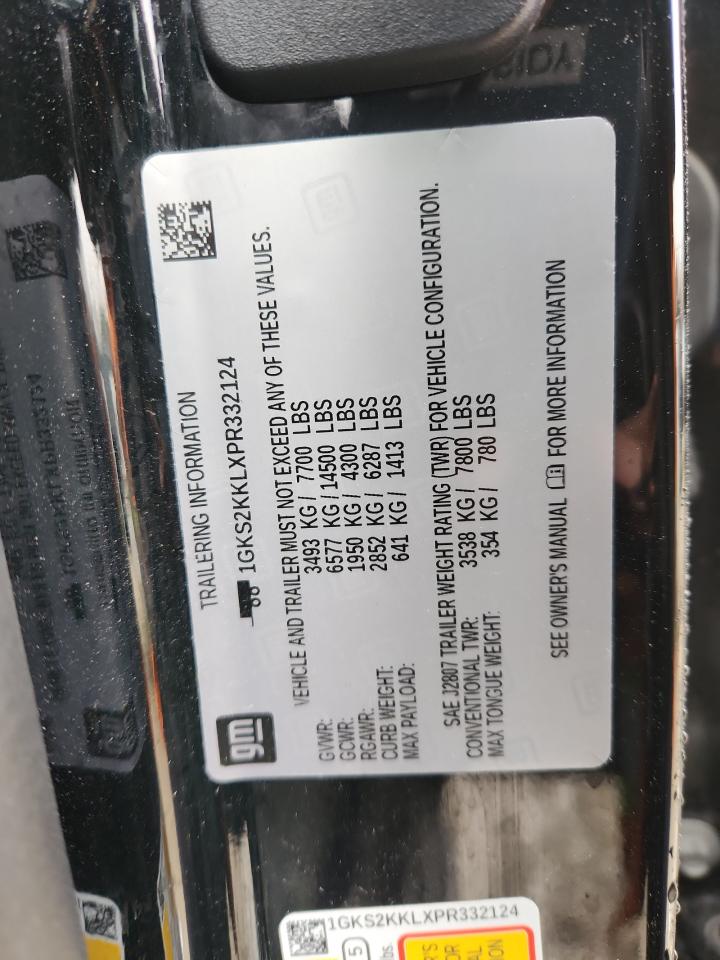 TRAILERING INFORMATION
1GKS2KKLXPR332124
gm
VEHICLE AND TRAILER MUST NOT EXCEED ANY OF THESE VALUES.
GVWR: 3493 KG / 7700 LBS
GCWR: 6577 KG / 14500 LBS
RGAWR: 1950 KG / 4300 LBS
CURB WEIGHT: 2852 KG / 6287 LBS
MAX PAYLOAD: 641 KG / 1413 LBS
SAE J2807 TRAILER WEIGHT RATING (TWR) FOR VEHICLE CONFIGURATION.
CONVENTIONAL TWR: 3538 KG / 7800 LBS
MAX TONGUE WEIGHT: 354 KG / 780 LBS
SEE OWNER'S MANUAL FOR MORE INFORMATION
1GKS2KKLXPR332124
5
lbs.